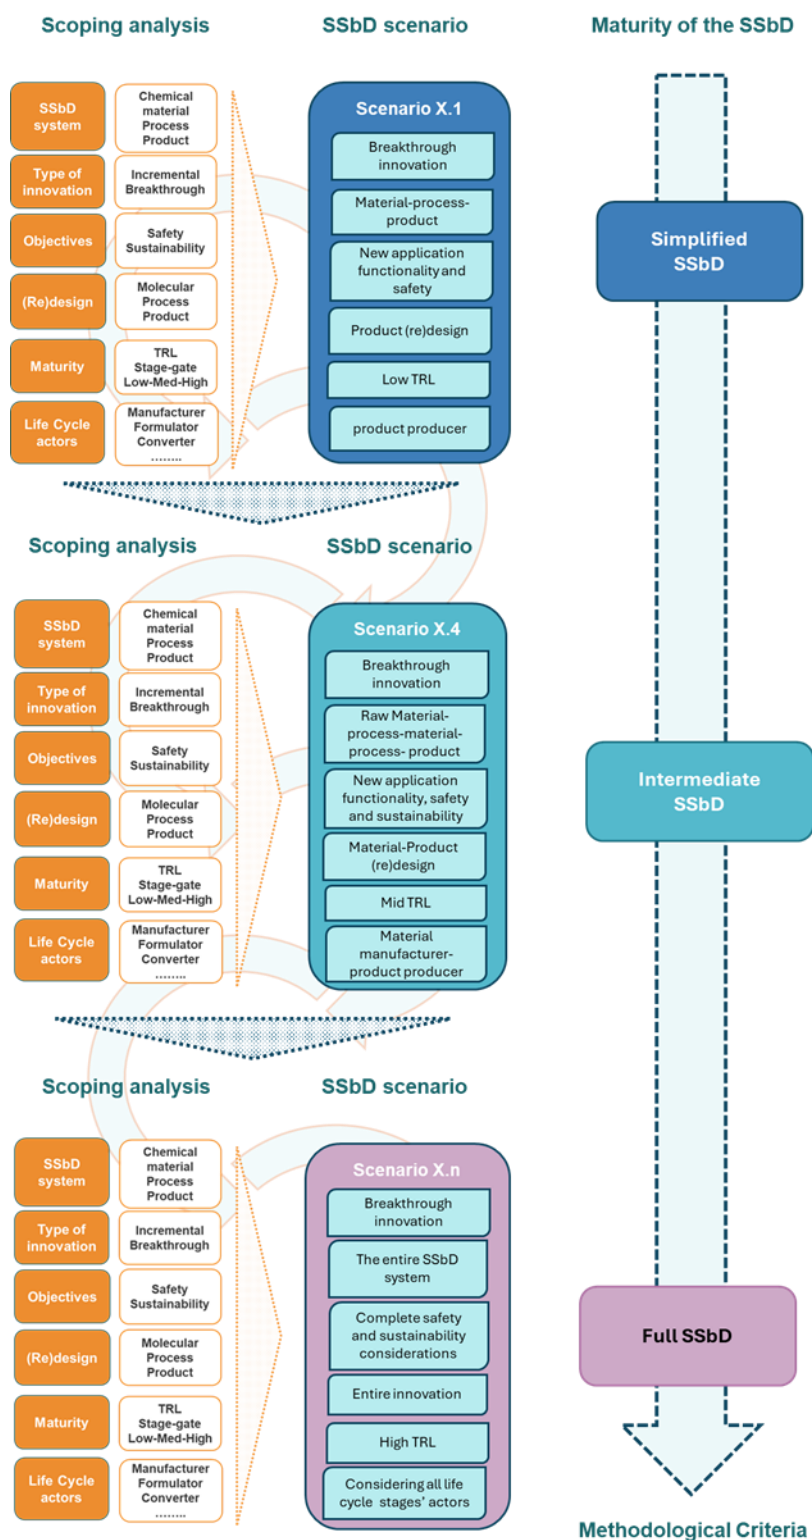 Scoping analysis
SSbD scenario
Maturity of the SSbD
SSbD
system
Chemical
material
Process
Product
Type of
innovation
Incremental
Breakthrough
Objectives
Safety
Sustainability
(Re)design
Molecular
Process
Product
Maturity
TRL
Stage-gate
Low-Med-High
Life Cycle
actors
Manufacturer
Formulator
Converter
........
Scenario X.1
Breakthrough
innovation
Material-process-
product
New application
functionality and
safety
Product (re)design
Low TRL
product producer
Simplified
SSbD
Scoping analysis
SSbD scenario
SSbD
system
Chemical
material
Process
Product
Type of
innovation
Incremental
Breakthrough
Objectives
Safety
Sustainability
(Re)design
Molecular
Process
Product
Maturity
TRL
Stage-gate
Low-Med-High
Life Cycle
actors
Manufacturer
Formulator
Converter
........
Scenario X.4
Breakthrough
innovation
Raw Material-
process-material-
process- product
New application
functionality, safety
and sustainability
Material-Product
(re)design
Mid TRL
Material
manufacturer-
product producer
Intermediate
SSbD
Scoping analysis
SSbD scenario
SSbD
system
Chemical
material
Process
Product
Type of
innovation
Incremental
Breakthrough
Objectives
Safety
Sustainability
(Re)design
Molecular
Process
Product
Maturity
TRL
Stage-gate
Low-Med-High
Life Cycle
actors
Manufacturer
Formulator
Converter
........
Scenario X.n
Breakthrough
innovation
The entire SSbD
system
Complete safety
and sustainability
considerations
Entire innovation
High TRL
Considering all life
cycle stages' actors
Full SSbD
Methodological Criteria